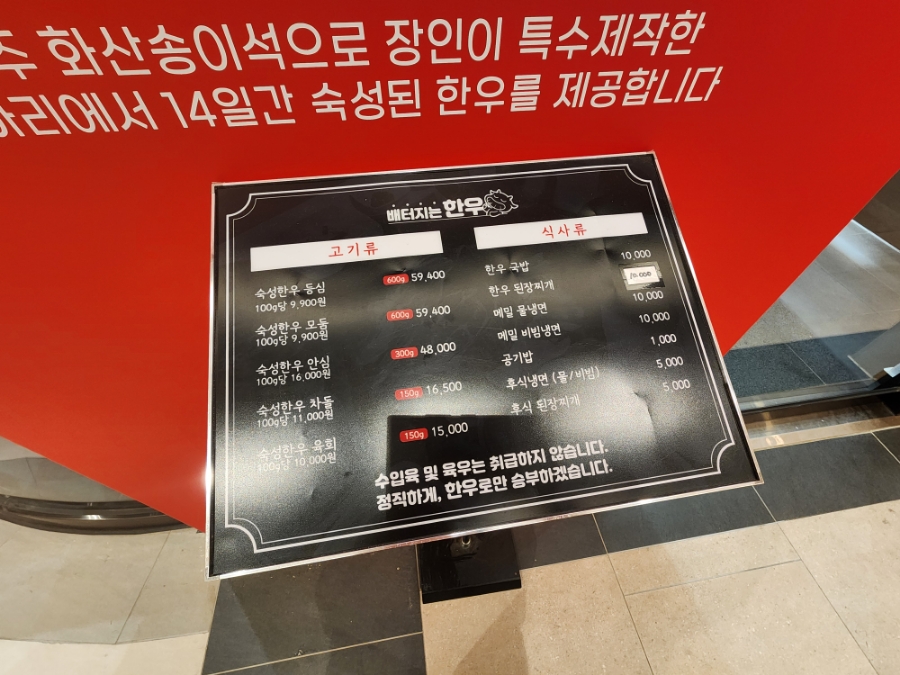 주 화산송이석으로 장인이 특수제작한
항아리에서 14일간 숙성된 한우를 제공합니다
배터지는 한우
고기류
숙성한우 등심 600g 59,400
100g당 9,900원
숙성한우 모둠 600g 59,400
100g당 9,900원
숙성한우 안심 300g 48,000
100g당 16,000원
숙성한우 차돌 150g 16,500
100g당 11,000원
숙성한우 육회 150g 15,000
100g당 10,000원
식사류
한우 국밥 10,000
한우 된장찌개
메밀 물냉면 10,000
메밀 비빔냉면 10,000
공기밥 1,000
후식냉면 (물/비빔) 5,000
후식 된장찌개 5,000
수입육 및 육우는 취급하지 않습니다.
정직하게, 한우로만 승부하겠습니다.